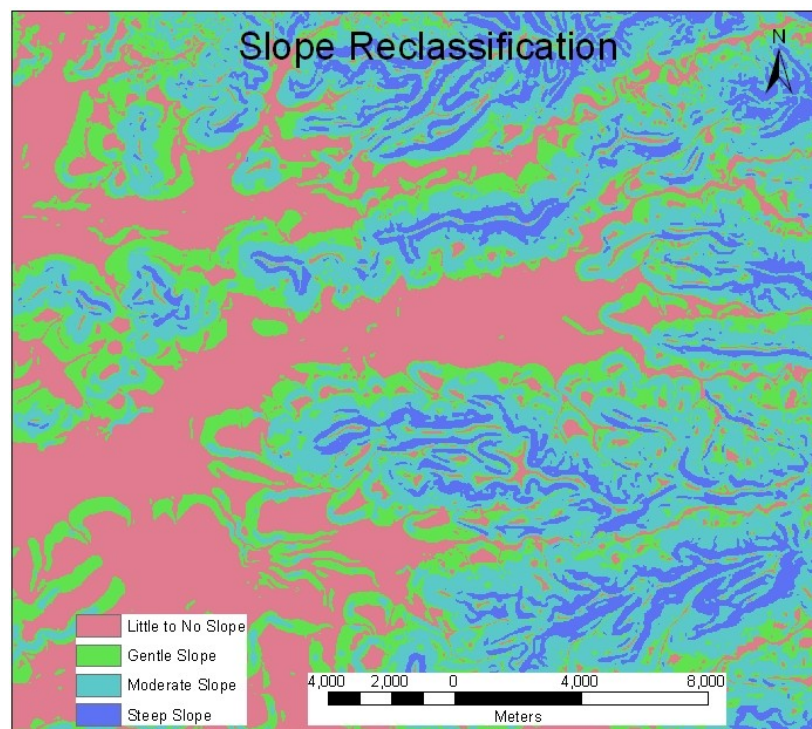 Slope Reclassification
N
Little to No Slope
Gentle Slope
Moderate Slope
Steep Slope
4,000 2,000 0 4,000 8,000
Meters